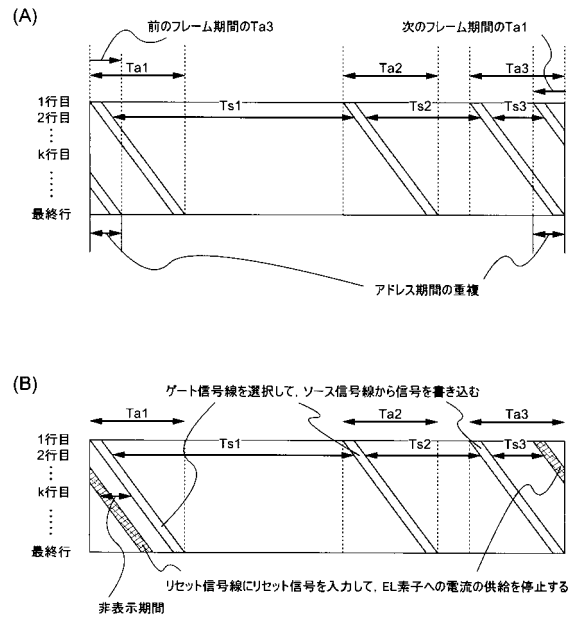 (A)
前のフレーム期間のTa3
次のフレーム期間のTa1
Ta1
Ta2
Ta3
1行目
2行目
k行目
最終行
Ts1
Ts2
Ts3
アドレス期間の重複
(B)
ゲート信号線を選択して、ソース信号線から信号を書き込む
Ta1
Ta2
Ta3
1行目
2行目
k行目
最終行
Ts1
Ts2
Ts3
リセット信号線にリセット信号を入力して、EL素子への電流の供給を停止する
非表示期間